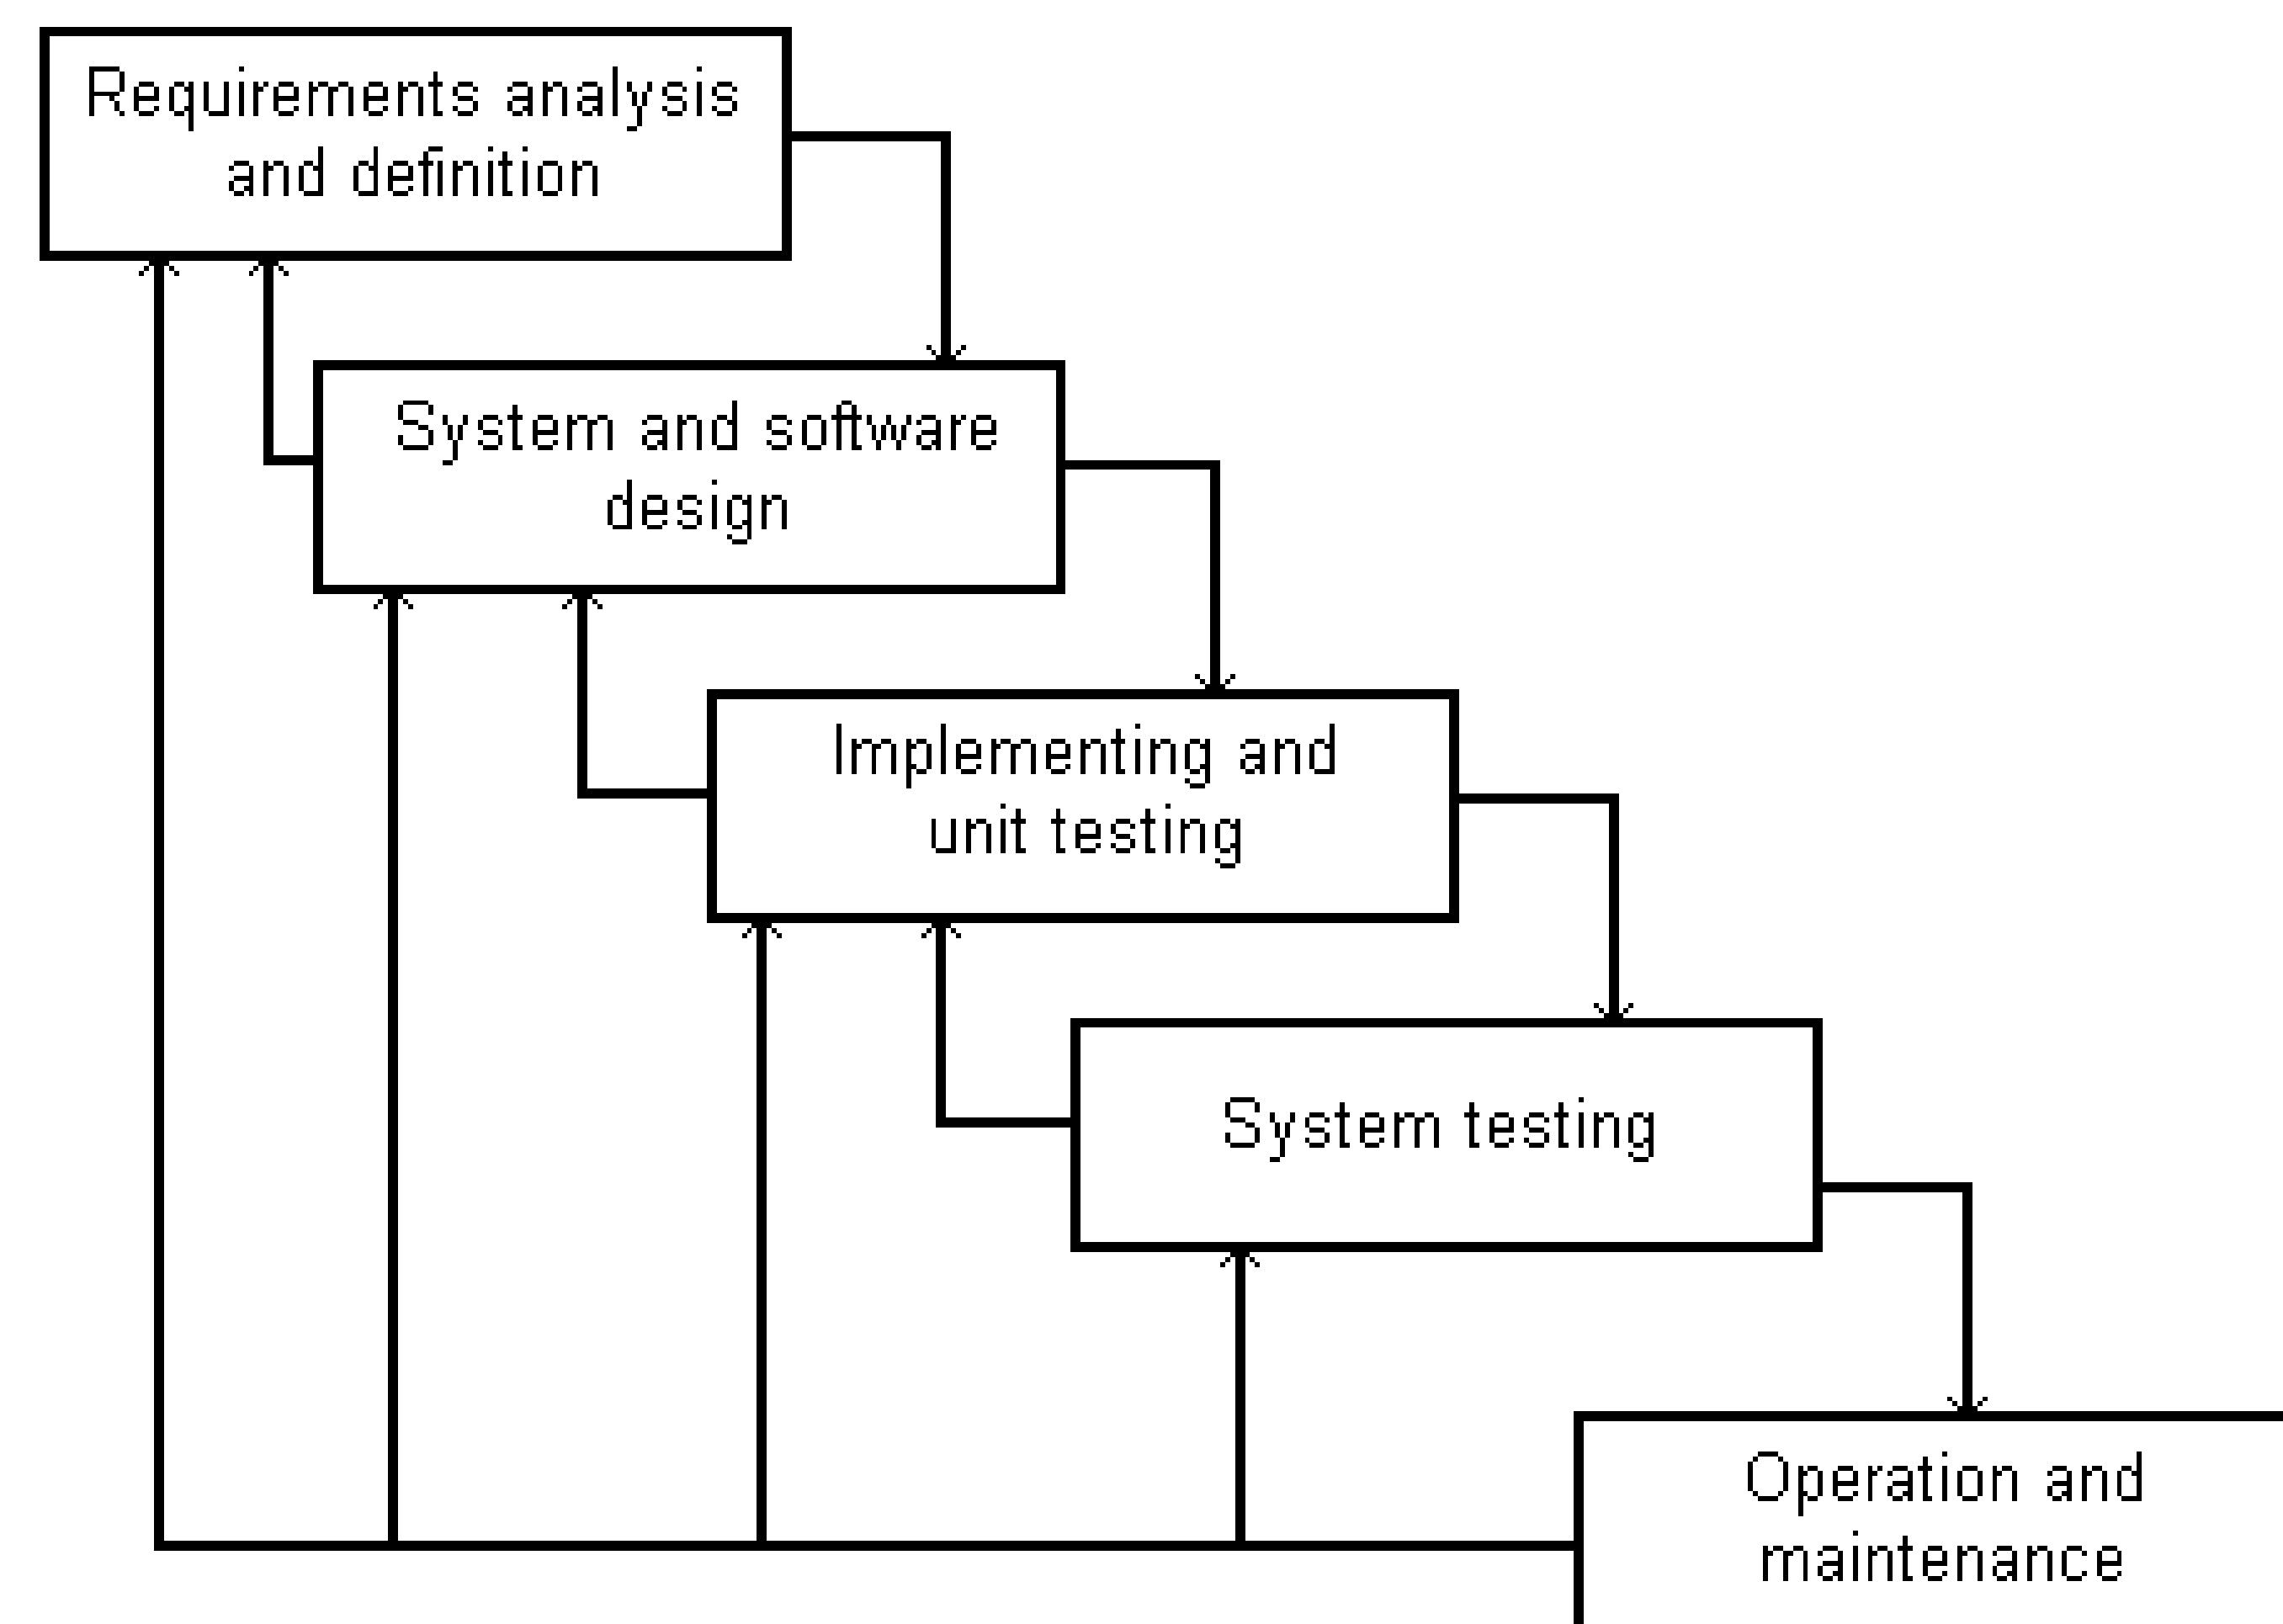 Requirements analysis
and definition
System and software
design
Implementing and
unit testing
System testing
Operation and
maintenance